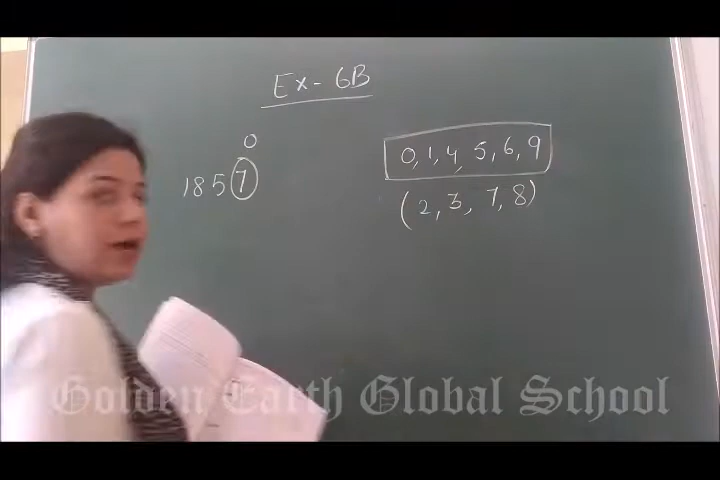 Ex- 6B
0
1857
0,1,4,5,6,9
(2,3,7,8)
Golden Earth Global School